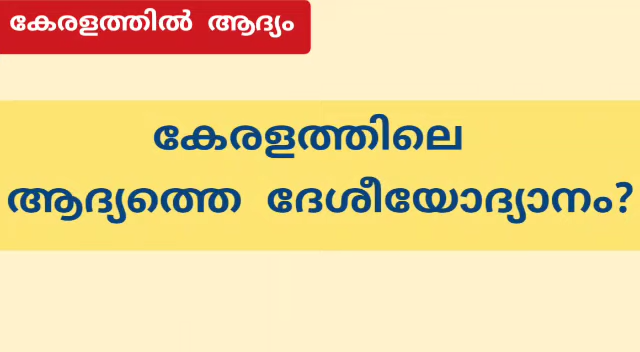 കേരളത്തിൽ ആദ്യം
കേരളത്തിലെ
ആദ്യത്തെ ദേശീയോദ്യാനം?